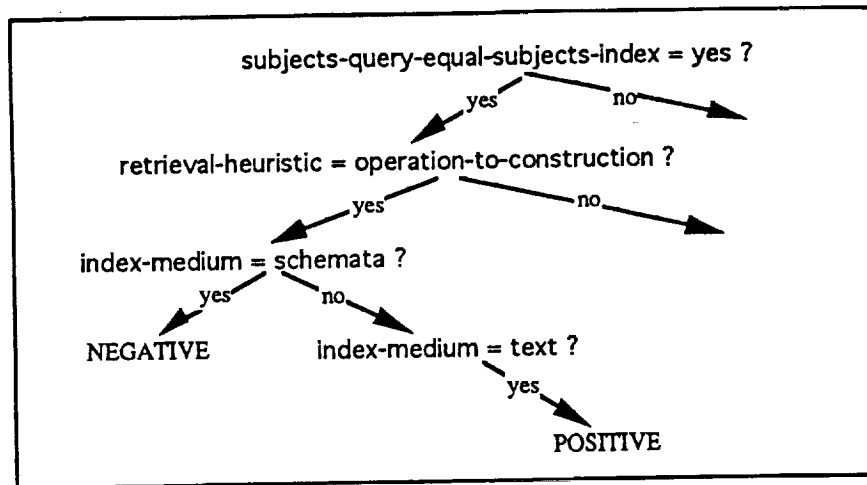 subjects-query-equal-subjects-index = yes ?
yes no
retrieval-heuristic = operation-to-construction ?
yes no
index-medium = schemata ?
yes no
NEGATIVE index-medium = text ?
yes
POSITIVE